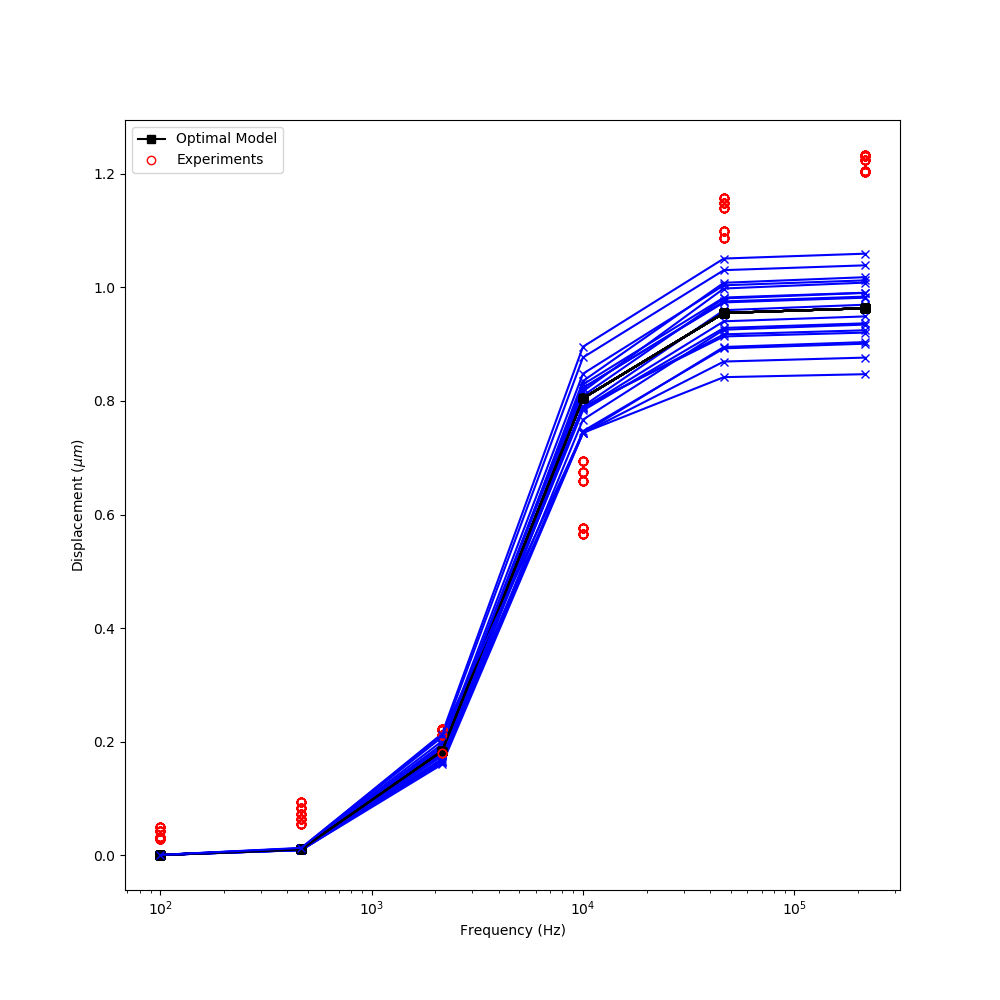 Optimal Model
Experiments
1.2
1.0
0.8
0.6
0.4
0.2
0.0
Displacement (μm)
10²
10³
10⁴
10⁵
Frequency (Hz)